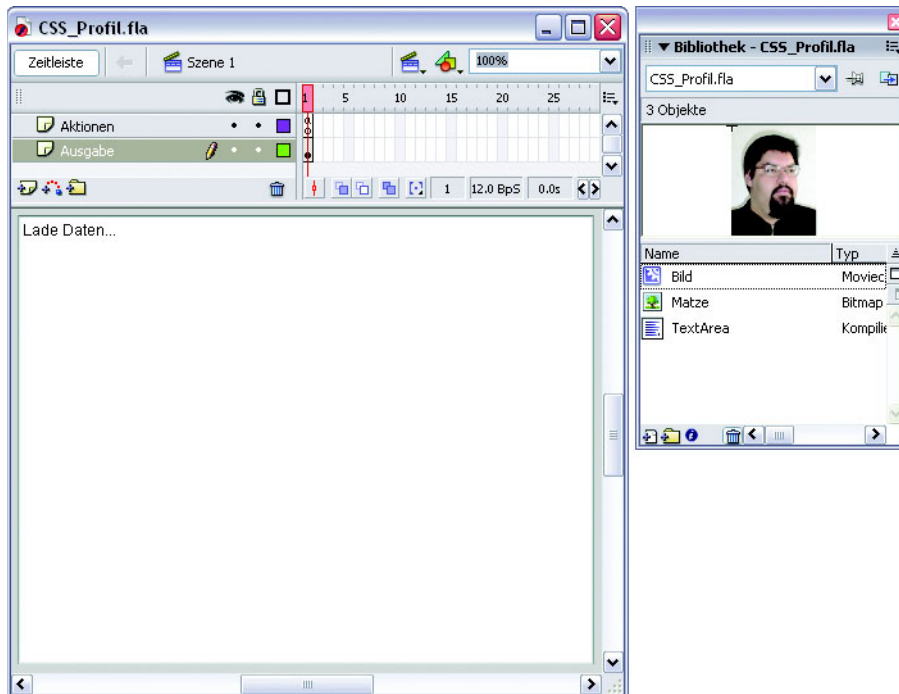 CSS_Profil.fla
Zeitleiste
Szene 1
100%
1 5 10 15 20 25
Aktionen
Ausgabe
1 12.0 BpS 0.0s
Lade Daten...
Bibliothek - CSS_Profil.fla
CSS_Profil.fla
3 Objekte
Name Typ
Bild Moviec
Matze Bitmap
TextArea Kompilie